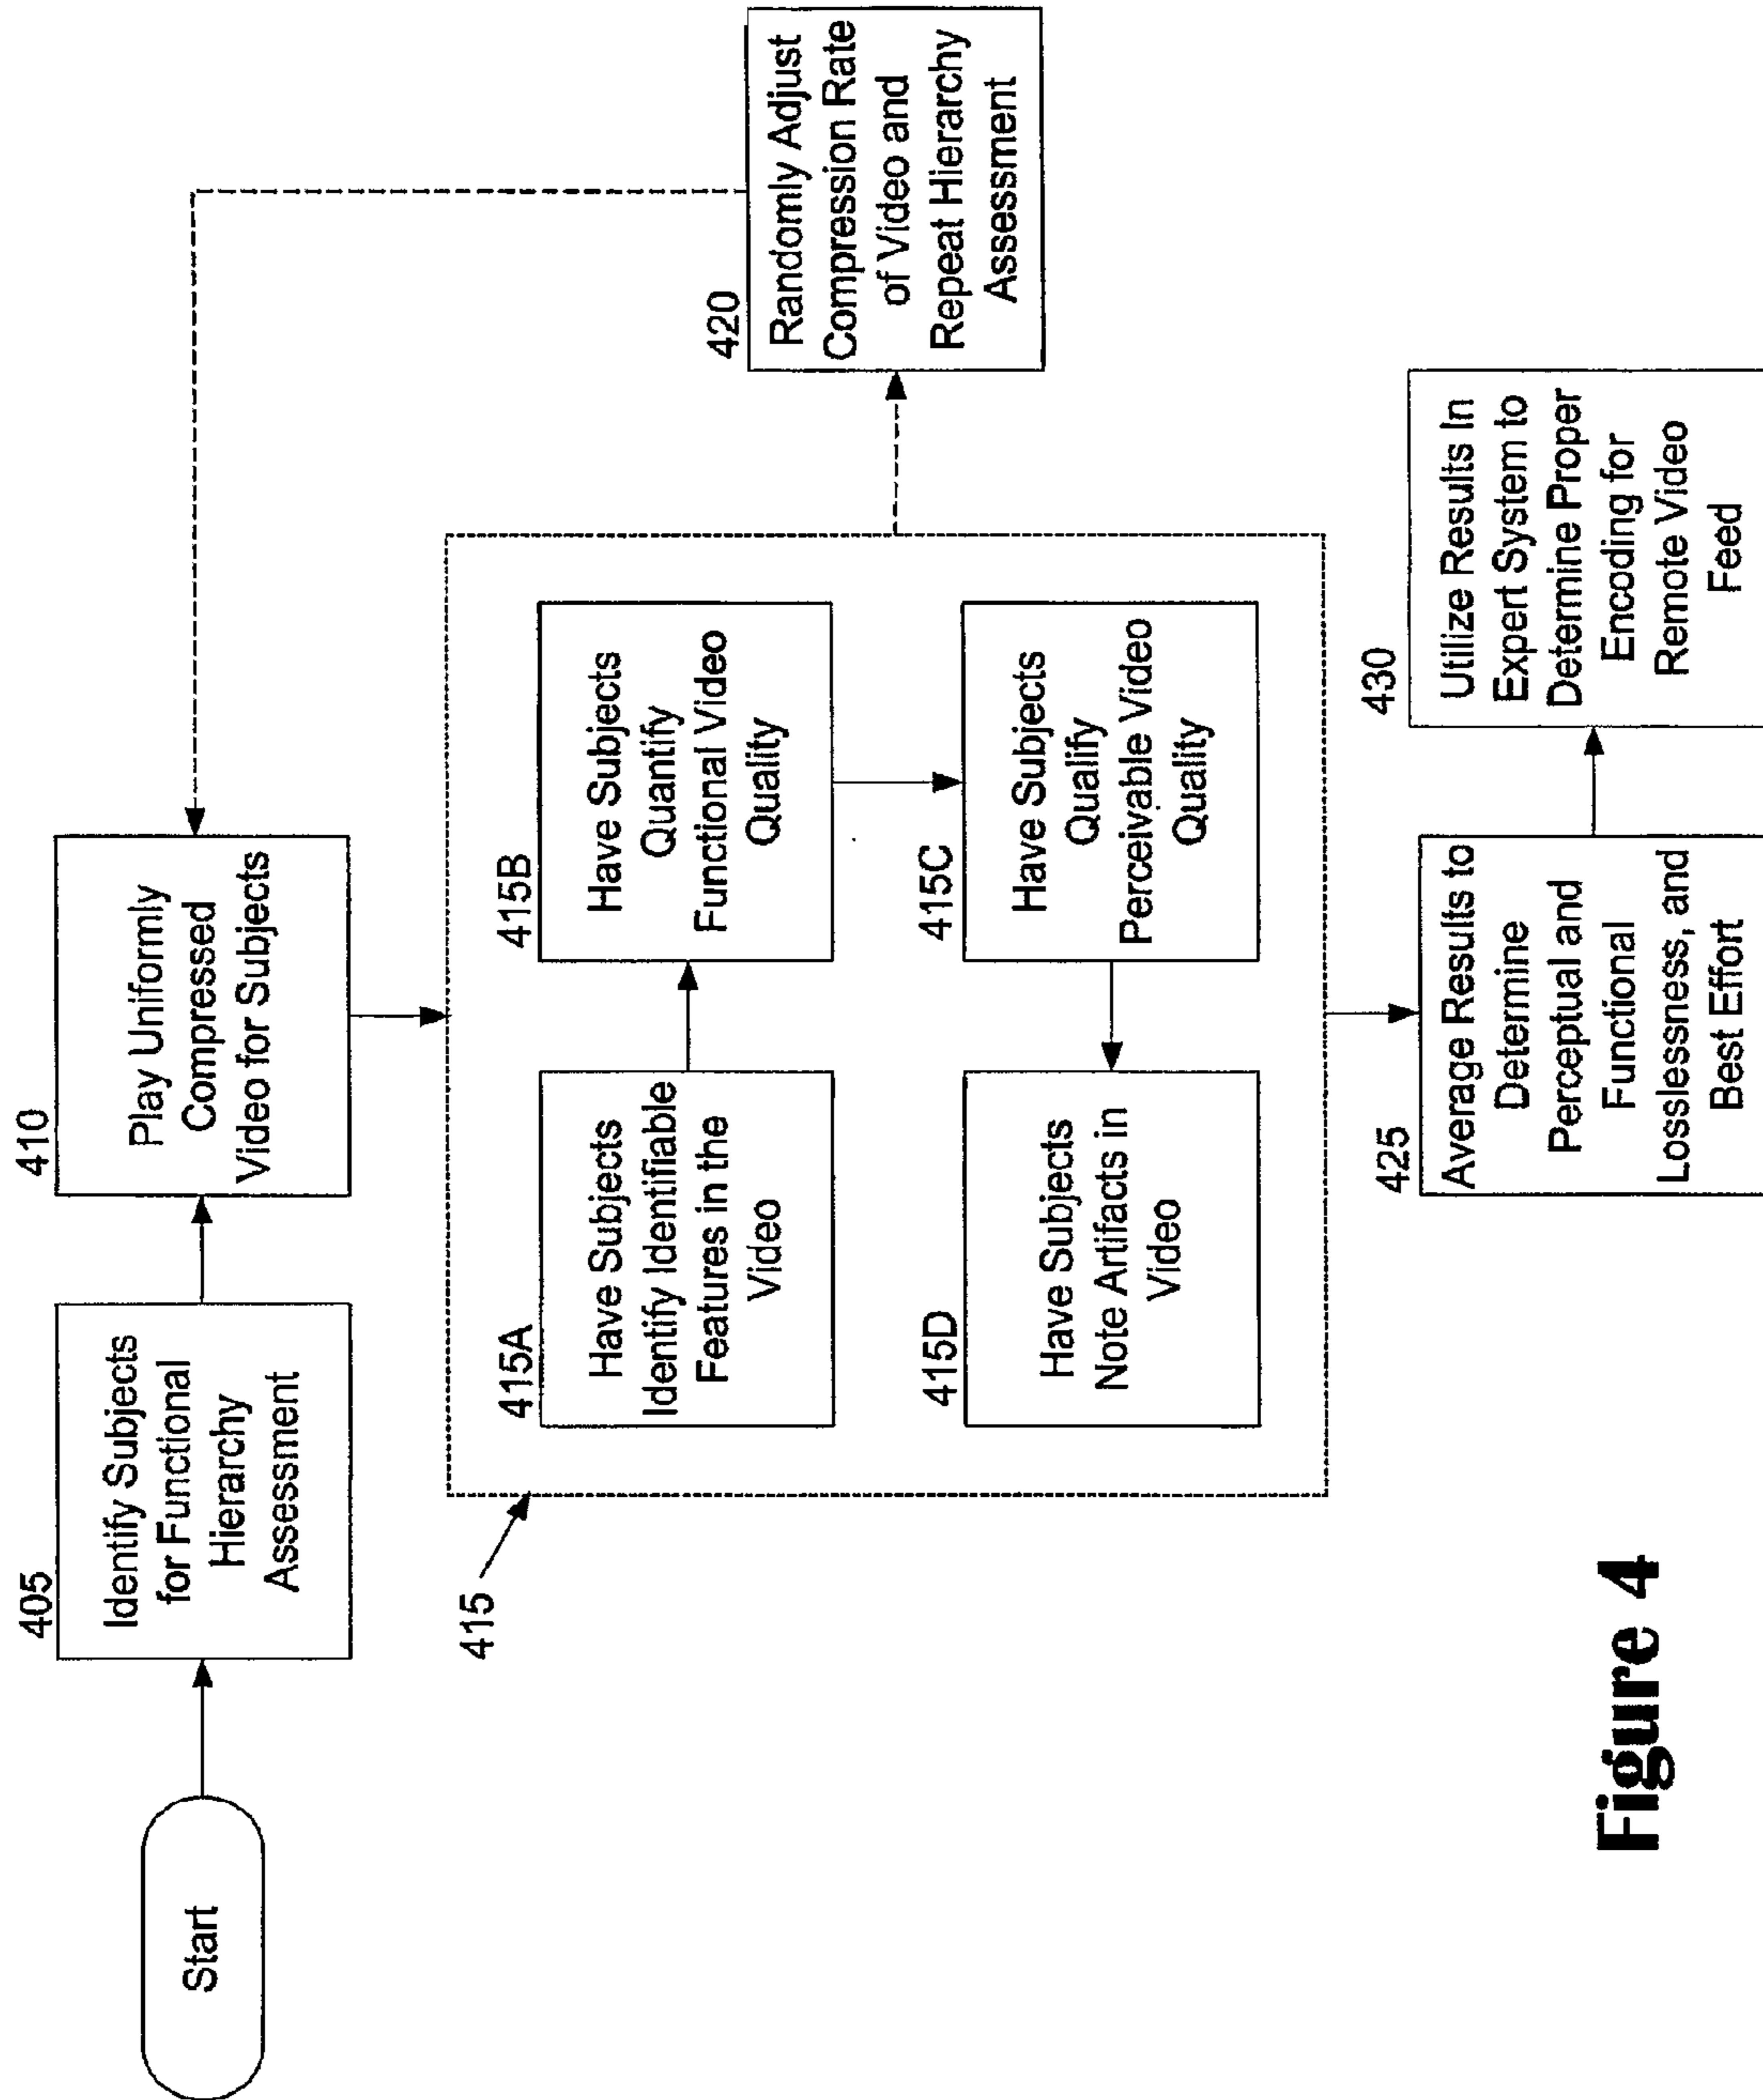 Start
405
Identify Subjects
for Functional
Hierarchy
Assessment
410
Play Uniformly
Compressed
Video for Subjects
415
415A
Have Subjects
Identify Identifiable
Features in the
Video
415B
Have Subjects
Quantify
Functional Video
Quality
415C
Have Subjects
Qualify
Perceivable Video
Quality
415D
Have Subjects
Note Artifacts in
Video
420
Randomly Adjust
Compression Rate
of Video and
Repeat Hierarchy
Assessment
425
Average Results to
Determine
Perceptual and
Functional
Losslessness, and
Best Effort
430
Utilize Results In
Expert System to
Determine Proper
Encoding for
Remote Video
Feed
Figure 4